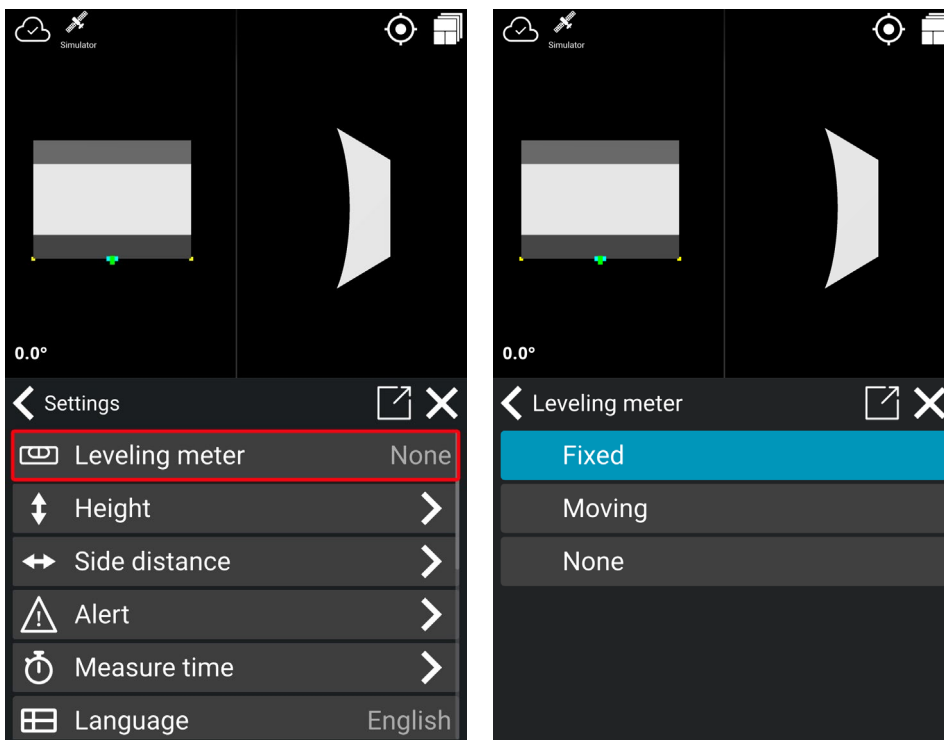 Simulator
0.0°
Settings
Leveling meter None
Height
Side distance
Alert
Measure time
Language English
Simulator
0.0°
Leveling meter
Fixed
Moving
None